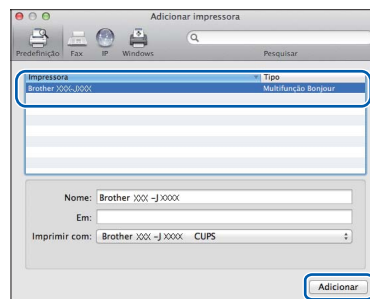 Adicionar impressora
Predefinição Fax IP Windows Pesquisar
Impressora Tipo
Brother XXX-JXXX Multifunção Bonjour
Nome: Brother XXX -J XXXX
Em:
Imprimir com: Brother XXX -J XXXX CUPS
Adicionar